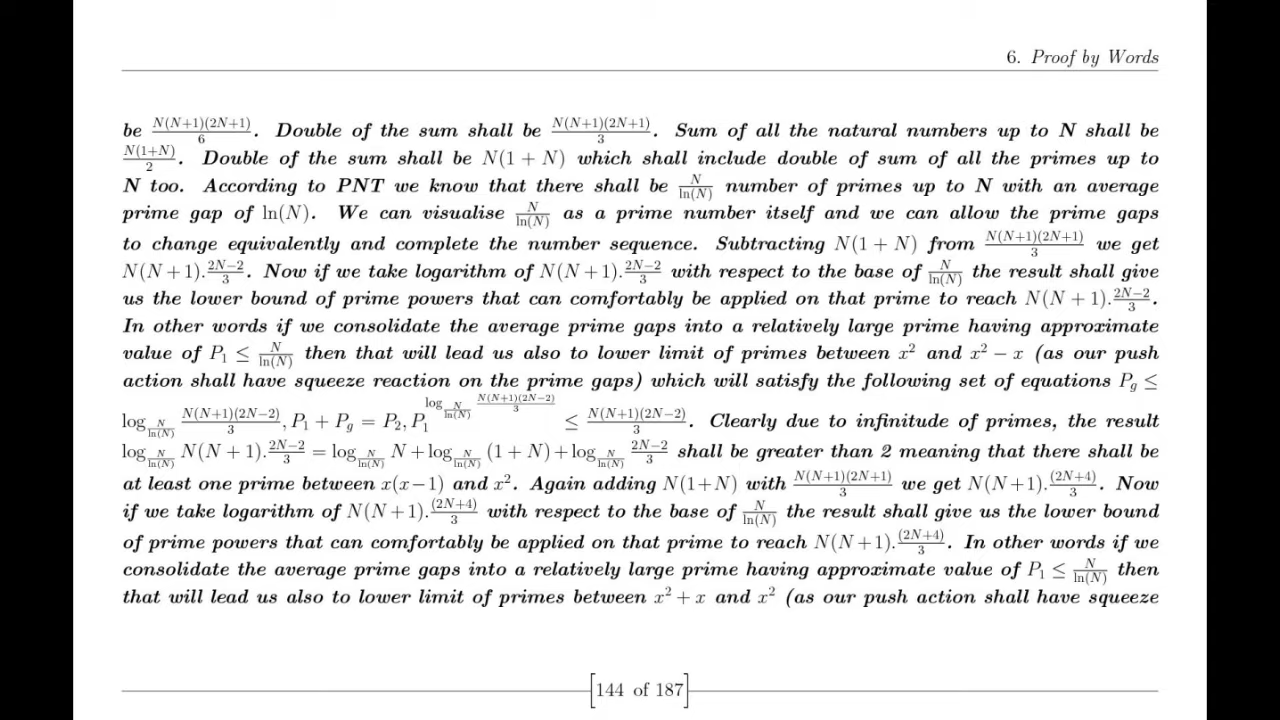 6. Proof by Words
be N(N+1)(2N+1)/6. Double of the sum shall be N(N+1)(2N+1)/3. Sum of all the natural numbers up to N shall be
N(1+N)/2. Double of the sum shall be N(1 + N) which shall include double of sum of all the primes up to
N too. According to PNT we know that there shall be N/ln(N) number of primes up to N with an average
prime gap of ln(N). We can visualise N/ln(N) as a prime number itself and we can allow the prime gaps
to change equivalently and complete the number sequence. Subtracting N(1 + N) from N(N+1)(2N+1)/3 we get
N(N + 1).2N−2/3. Now if we take logarithm of N(N + 1).2N−2/3 with respect to the base of N/ln(N) the result shall give
us the lower bound of prime powers that can comfortably be applied on that prime to reach N(N + 1).2N−2/3.
In other words if we consolidate the average prime gaps into a relatively large prime having approximate
value of P₁ ≤ N/ln(N) then that will lead us also to lower limit of primes between x² and x² − x (as our push
action shall have squeeze reaction on the prime gaps) which will satisfy the following set of equations P_g ≤
log_{N/ln(N)} N(N+1)(2N−2)/3, P₁ + P_g = P₂, P₁^{log_{N/ln(N)} N(N+1)(2N−2)/3} ≤ N(N+1)(2N−2)/3. Clearly due to infinitude of primes, the result
log_{N/ln(N)} N(N + 1).2N−2/3 = log_{N/ln(N)} N + log_{N/ln(N)} (1 + N) + log_{N/ln(N)} 2N−2/3 shall be greater than 2 meaning that there shall be
at least one prime between x(x−1) and x². Again adding N(1+N) with N(N+1)(2N+1)/3 we get N(N+1).(2N+4)/3. Now
if we take logarithm of N(N+1).(2N+4)/3 with respect to the base of N/ln(N) the result shall give us the lower bound
of prime powers that can comfortably be applied on that prime to reach N(N + 1).(2N+4)/3. In other words if we
consolidate the average prime gaps into a relatively large prime having approximate value of P₁ ≤ N/ln(N) then
that will lead us also to lower limit of primes between x² + x and x² (as our push action shall have squeeze
144 of 187